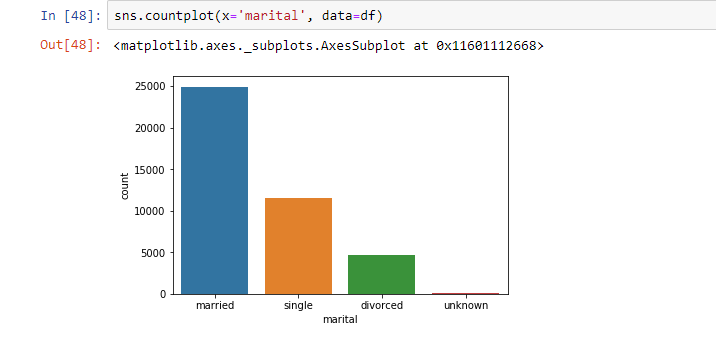 In [48]: sns.countplot(x='marital', data=df)
Out[48]: <matplotlib.axes._subplots.AxesSubplot at 0x11601112668>
25000
20000
15000
10000
5000
0
count
married single divorced unknown
marital